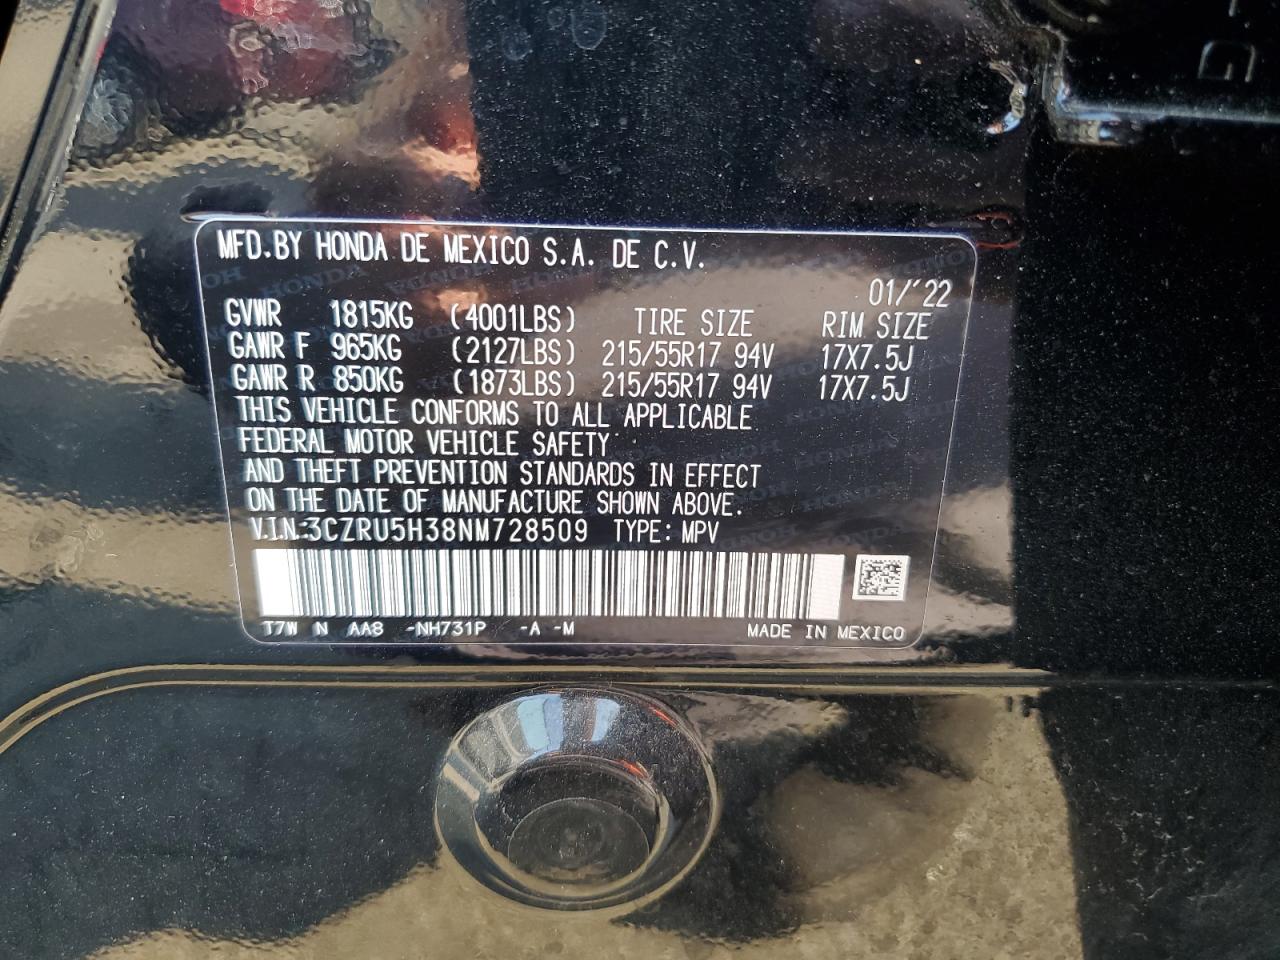 MFD.BY HONDA DE MEXICO S.A. DE C.V.
01/'22
GVWR 1815KG (4001LBS) TIRE SIZE RIM SIZE
GAWR F 965KG (2127LBS) 215/55R17 94V 17X7.5J
GAWR R 850KG (1873LBS) 215/55R17 94V 17X7.5J
THIS VEHICLE CONFORMS TO ALL APPLICABLE
FEDERAL MOTOR VEHICLE SAFETY
AND THEFT PREVENTION STANDARDS IN EFFECT
ON THE DATE OF MANUFACTURE SHOWN ABOVE.
V.I.N:3CZRU5H38NM728509 TYPE: MPV
T7W N AA8 -NH731P -A -M MADE IN MEXICO